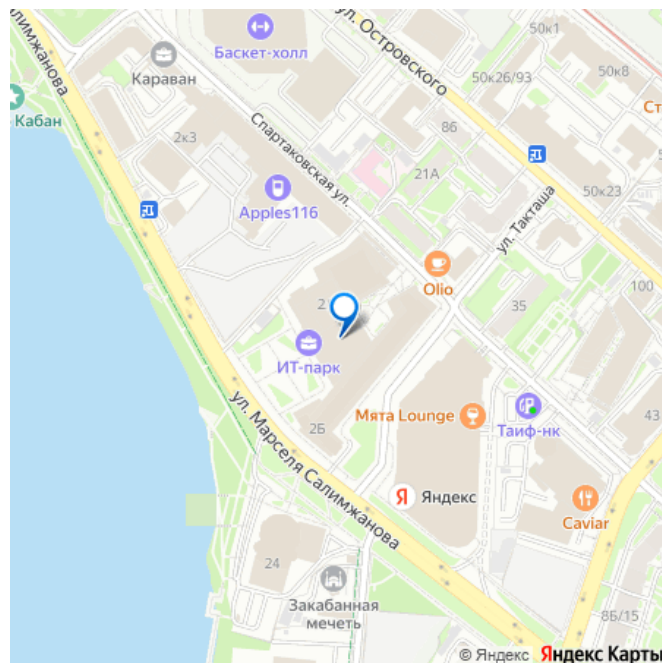 Салимжанова
Кабан
Караван
Баскет-холл
ул. Островского
50к1
50к26/93
50к8
Ст
2к3
86
Спартаковская ул.
21А
50к23
Apples116
ул. Такташа
Olio
100
2
35
ИТ-парк
Мята Lounge
Таиф-нк
43
2Б
ул. Марселя Салимжанова
Я Яндекс
Caviar
24
Закабанная
мечеть
8Б/15
© Яндекс Яндекс Карты